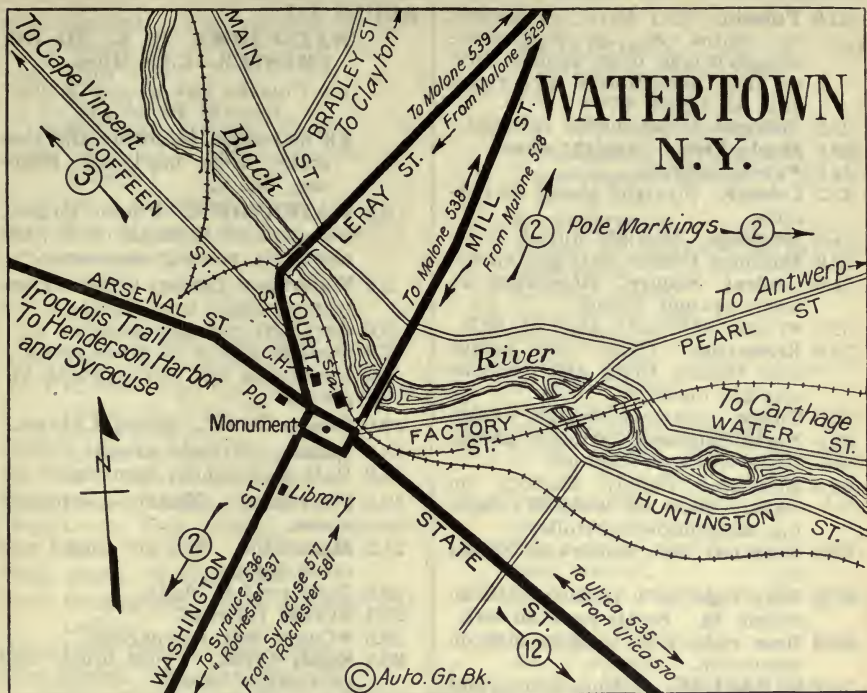 WATERTOWN
N.Y.
To Cape Vincent
COFFEEN ST.
3
MAIN ST.
BRADLEY ST.
To Clayton
Black
River
To Malone 539
From Malone 529
LERAY ST.
To Malone 538
From Malone 528
MILL ST.
2
Pole Markings
2
To Antwerp
PEARL ST
ARSENAL ST.
Iroquois Trail
To Henderson Harbor
and Syracuse
COURT ST.
C.H.
Sta.
P.O.
Monument
FACTORY
ST.
To Carthage
WATER ST.
HUNTINGTON ST.
N
Library
2
WASHINGTON ST.
To Syrauce 536
" Rochester 537
From Syracuse 577
" Rochester 581
STATE ST.
12
To Utica 535
From Utica 570
© Auto. Gr. Bk.